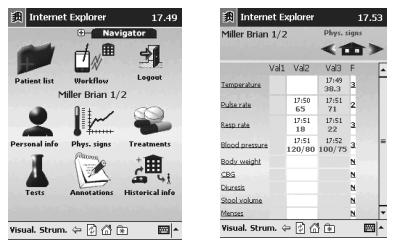 Internet Explorer 17.49
Navigator
Patient list Workflow Logout
Miller Brian 1/2
Personal info Phys. signs Treatments
Tests Annotations Historical info
Visual. Strum.
Internet Explorer 17.53
Miller Brian 1/2 Phys. signs
Val1 Val2 Val3 F
Temperature 17:49 38.3 3
Pulse rate 17:50 65 17:51 71 2
Resp rate 17:51 18 17:51 22 3
Blood pressure 17:51 120/80 17:52 100/75 3
Body weight N
CBG N
Diuresis N
Stool volume N
Menses N
Visual. Strum.